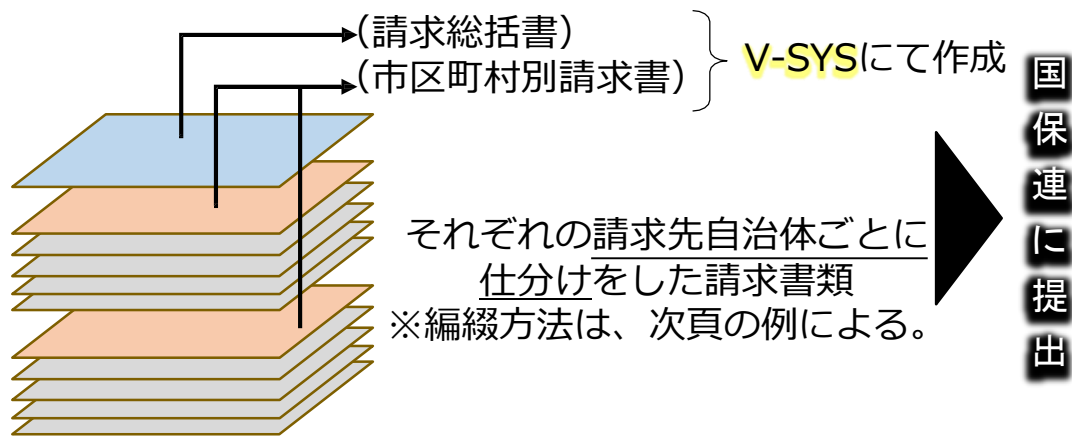 （請求総括書）
（市区町村別請求書）
V-SYSにて作成
それぞれの請求先自治体ごとに
仕分けをした請求書類
※編綴方法は、次頁の例による。
国保連に提出